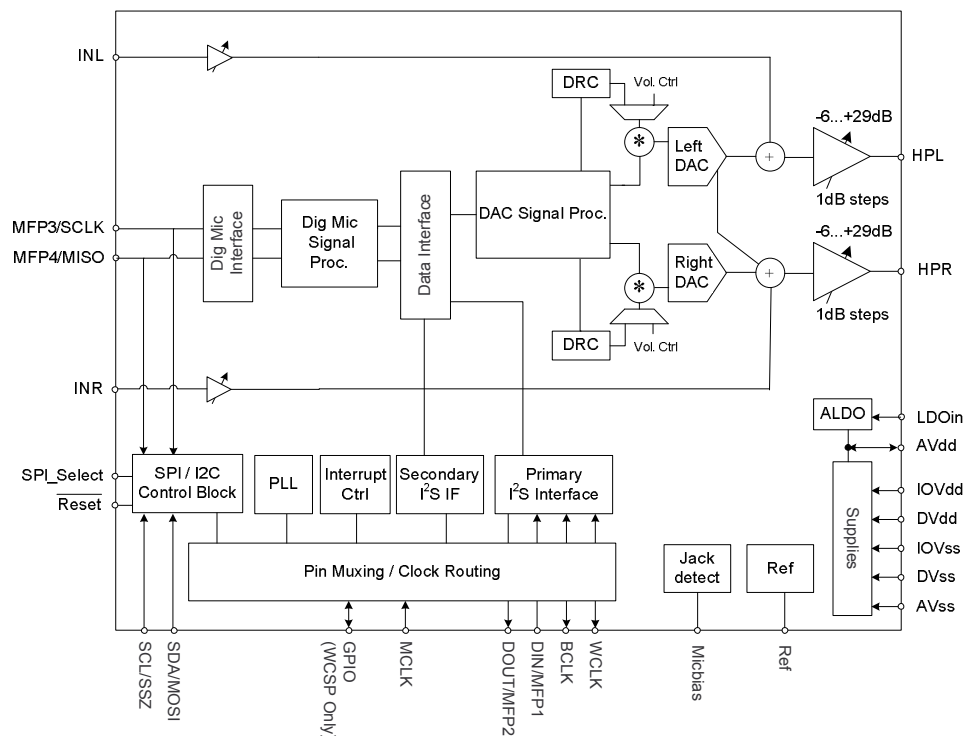 INL
DRC
Vol. Ctrl
-6...+29dB
*
Left
DAC
+
HPL
1dB steps
MFP3/SCLK
MFP4/MISO
Dig Mic
Interface
Dig Mic
Signal
Proc.
Data Interface
DAC Signal Proc.
-6...+29dB
Right
DAC
*
+
HPR
1dB steps
DRC
Vol. Ctrl
INR
ALDO
LDOin
AVdd
SPI_Select
Reset
SPI / I2C
Control Block
PLL
Interrupt
Ctrl
Secondary
I²S IF
Primary
I²S Interface
Supplies
IOVdd
DVdd
IOVss
DVss
AVss
Pin Muxing / Clock Routing
Jack
detect
Ref
SCL/SSZ
SDA/MOSI
GPIO
(WCSP Only)
MCLK
DOUT/MFP2
DIN/MFP1
BCLK
WCLK
Micbias
Ref